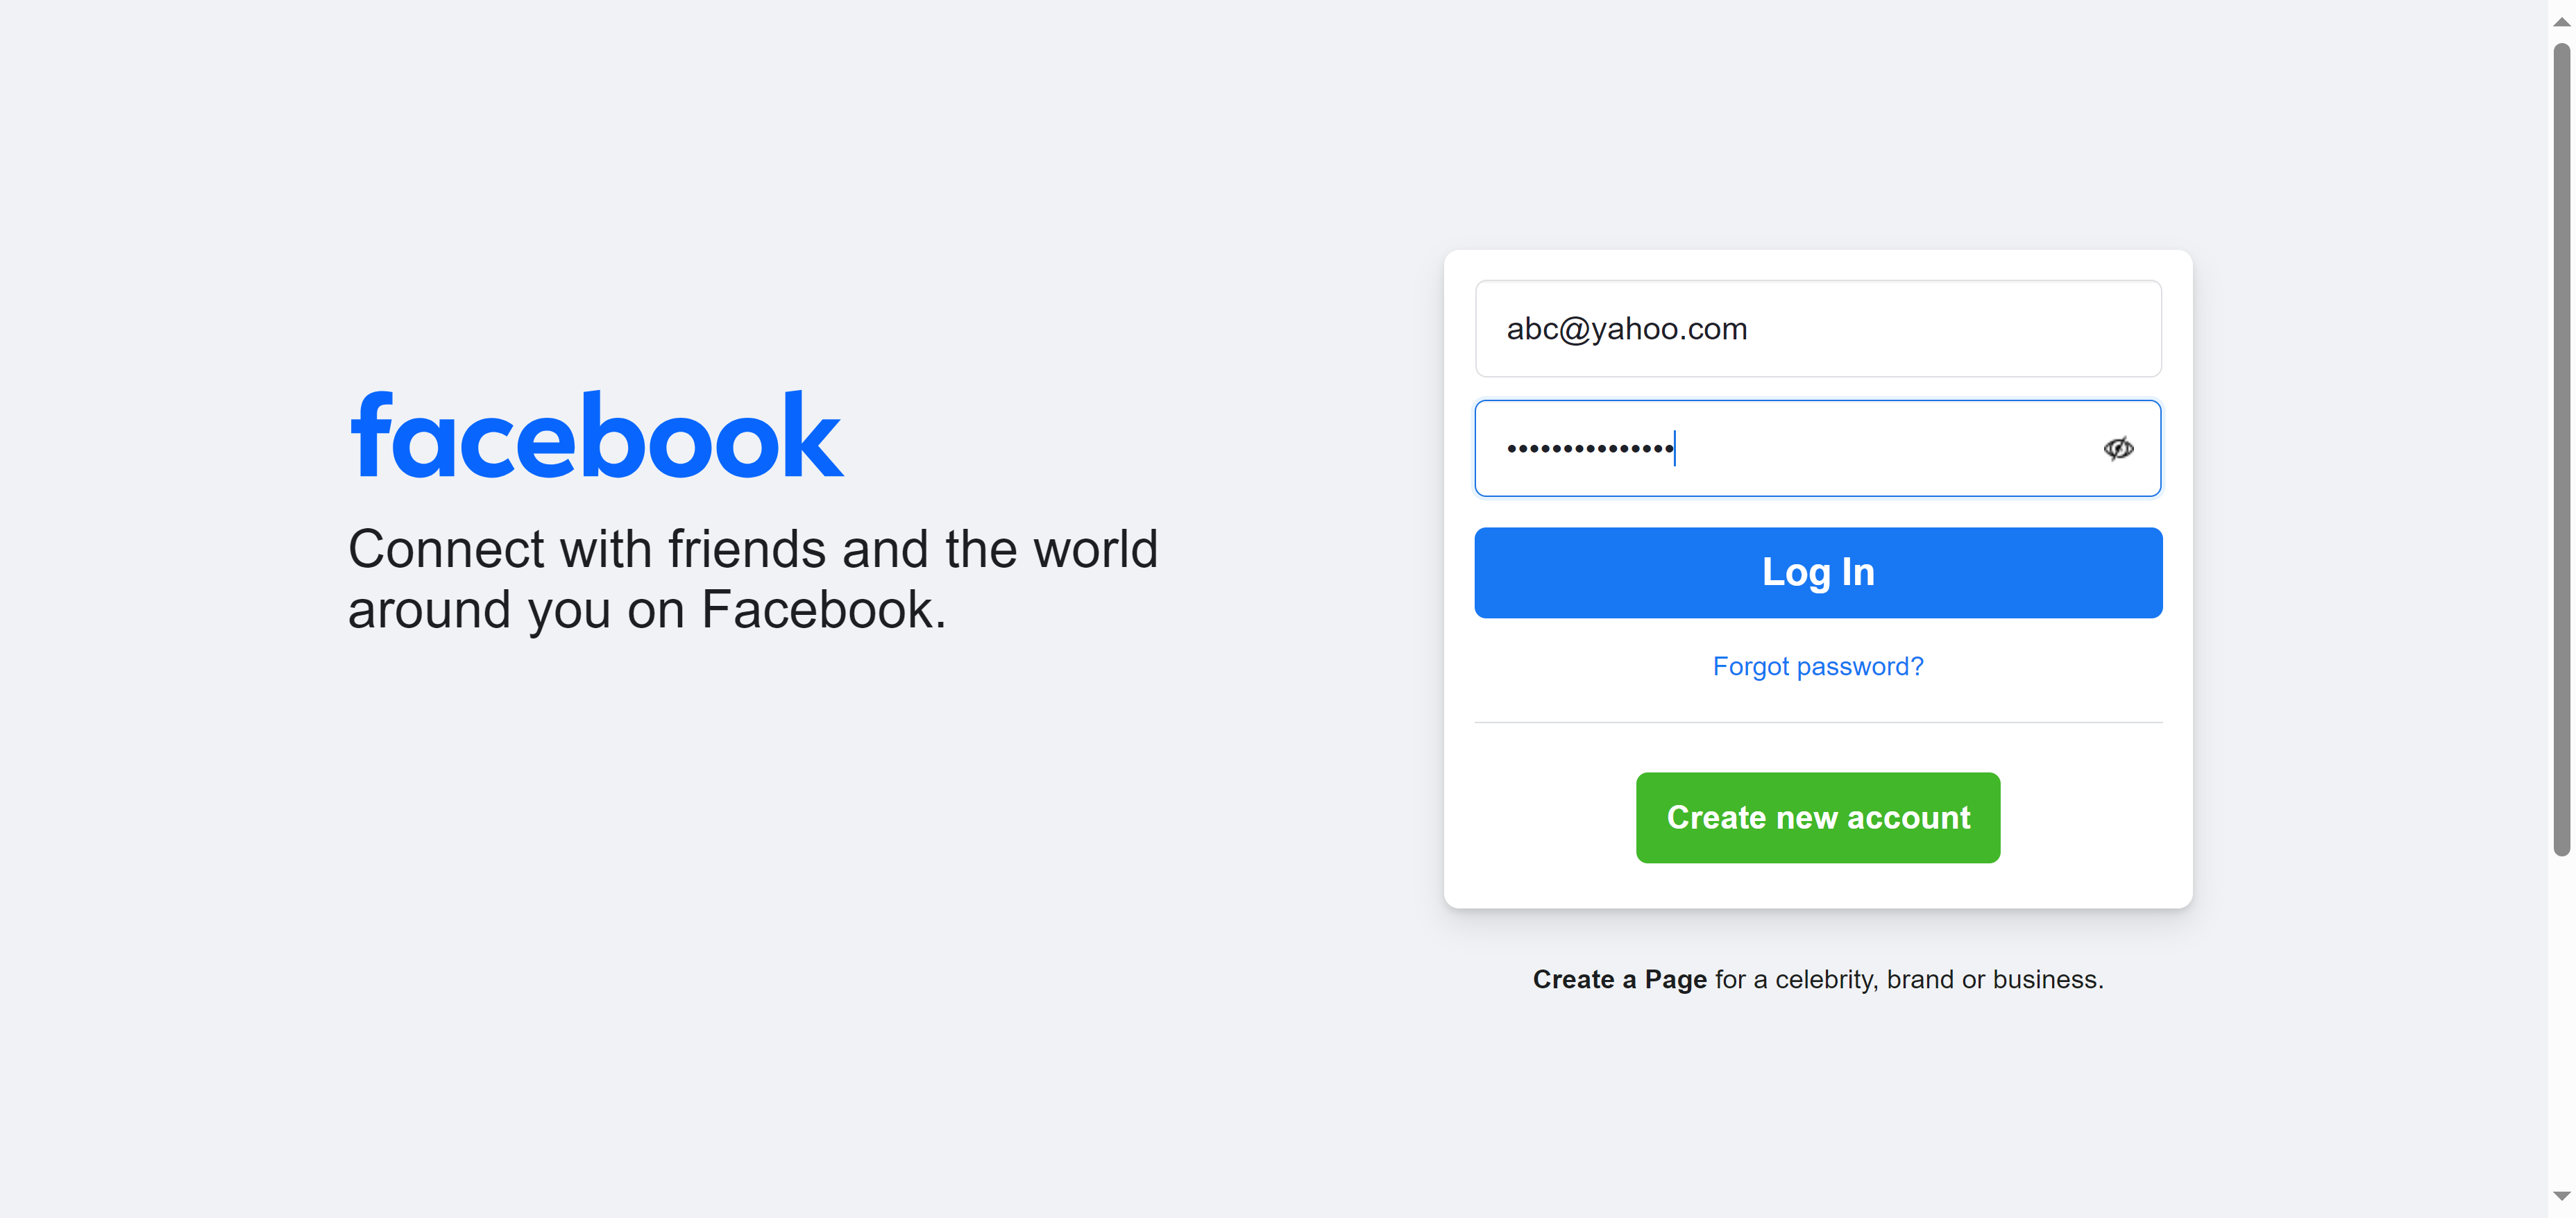 facebook
Connect with friends and the world
around you on Facebook.
abc@yahoo.com
•••••••••••••••
Log In
Forgot password?
Create new account
Create a Page for a celebrity, brand or business.